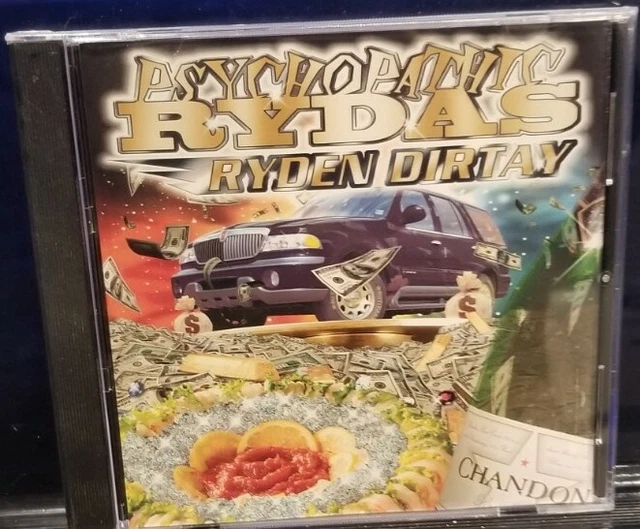 PSYCHOPATHIC
RYDAS
RYDEN DIRTAY
$
$
CHANDON